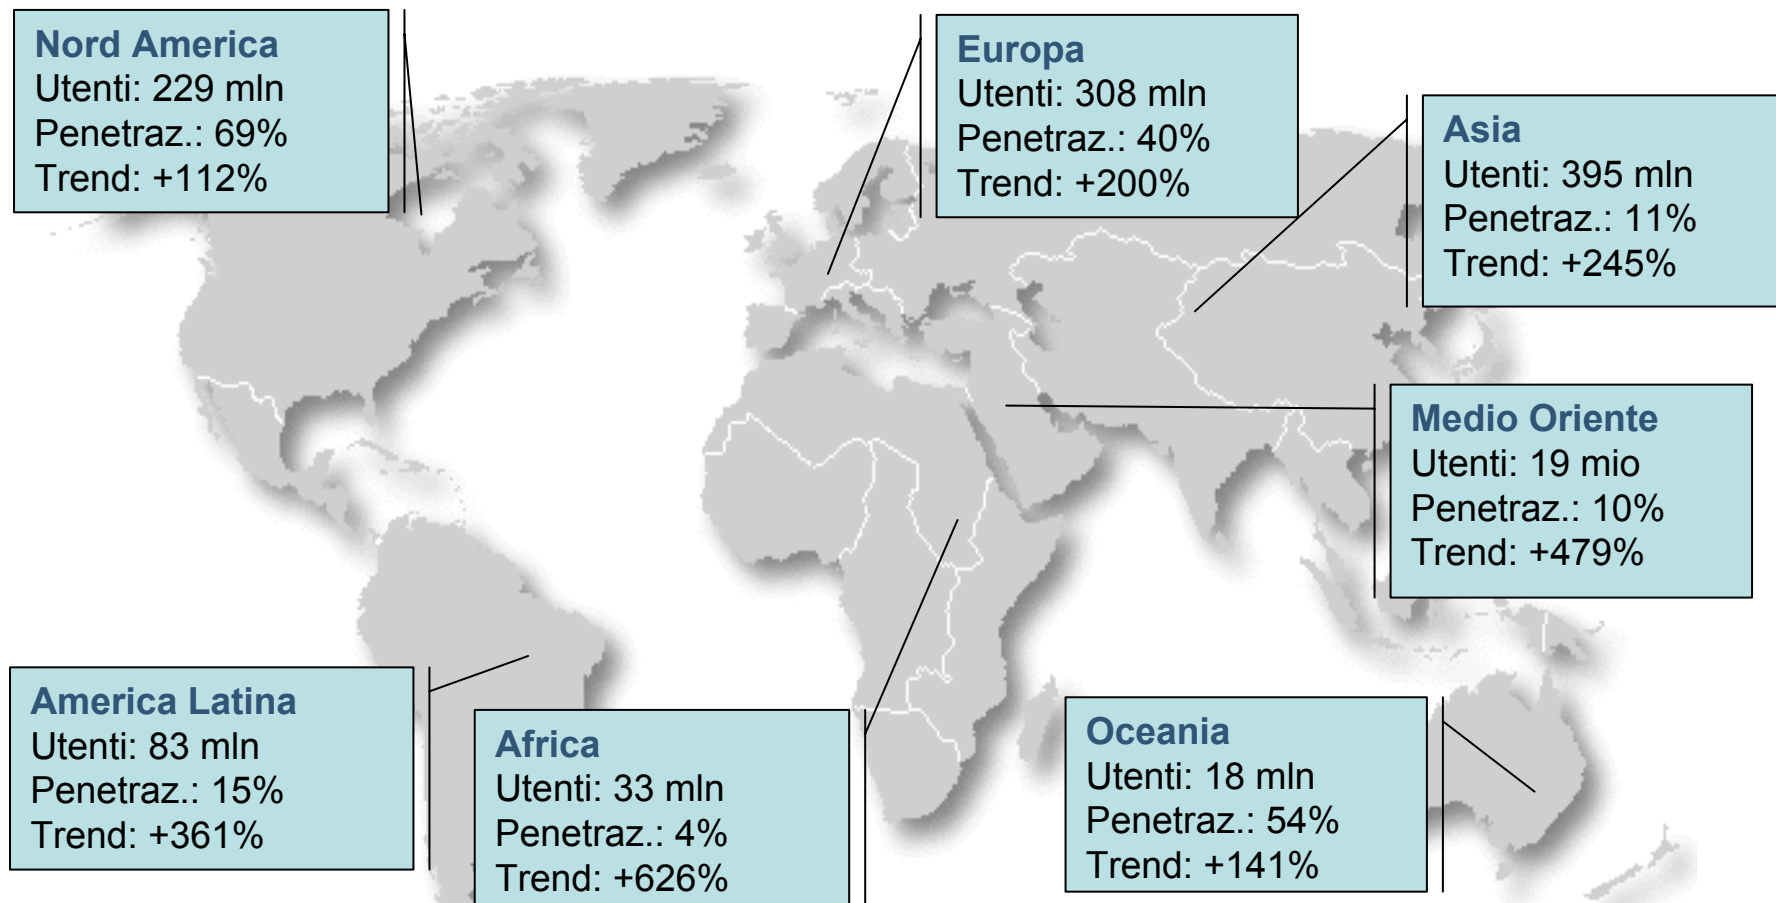 Nord America
Utenti: 229 mln
Penetraz.: 69%
Trend: +112%
Europa
Utenti: 308 mln
Penetraz.: 40%
Trend: +200%
Asia
Utenti: 395 mln
Penetraz.: 11%
Trend: +245%
Medio Oriente
Utenti: 19 mio
Penetraz.: 10%
Trend: +479%
America Latina
Utenti: 83 mln
Penetraz.: 15%
Trend: +361%
Africa
Utenti: 33 mln
Penetraz.: 4%
Trend: +626%
Oceania
Utenti: 18 mln
Penetraz.: 54%
Trend: +141%